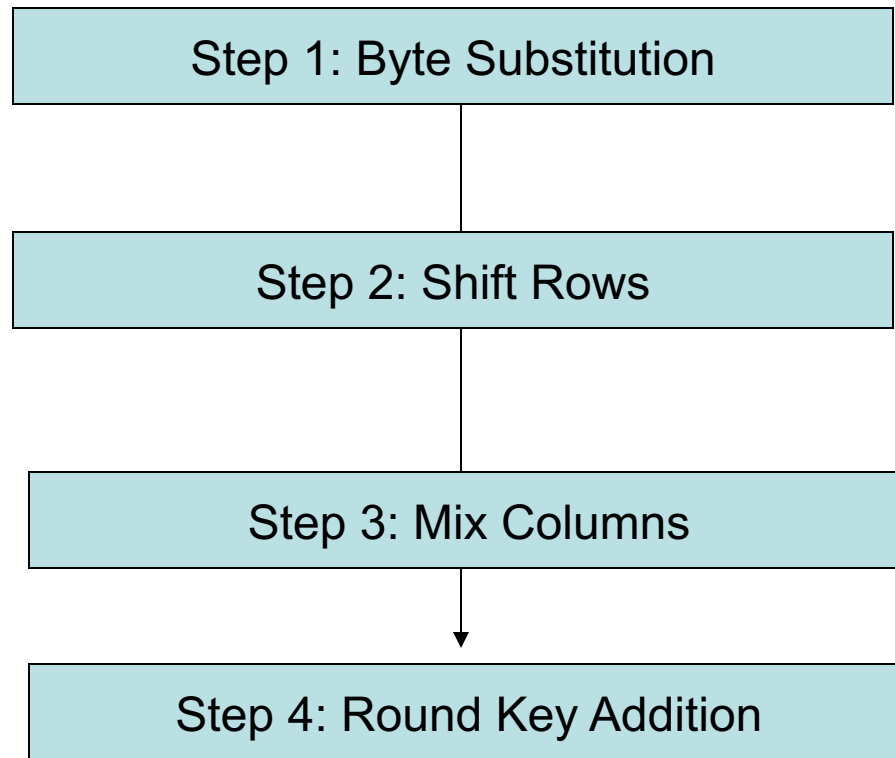 Step 1: Byte Substitution
Step 2: Shift Rows
Step 3: Mix Columns
Step 4: Round Key Addition